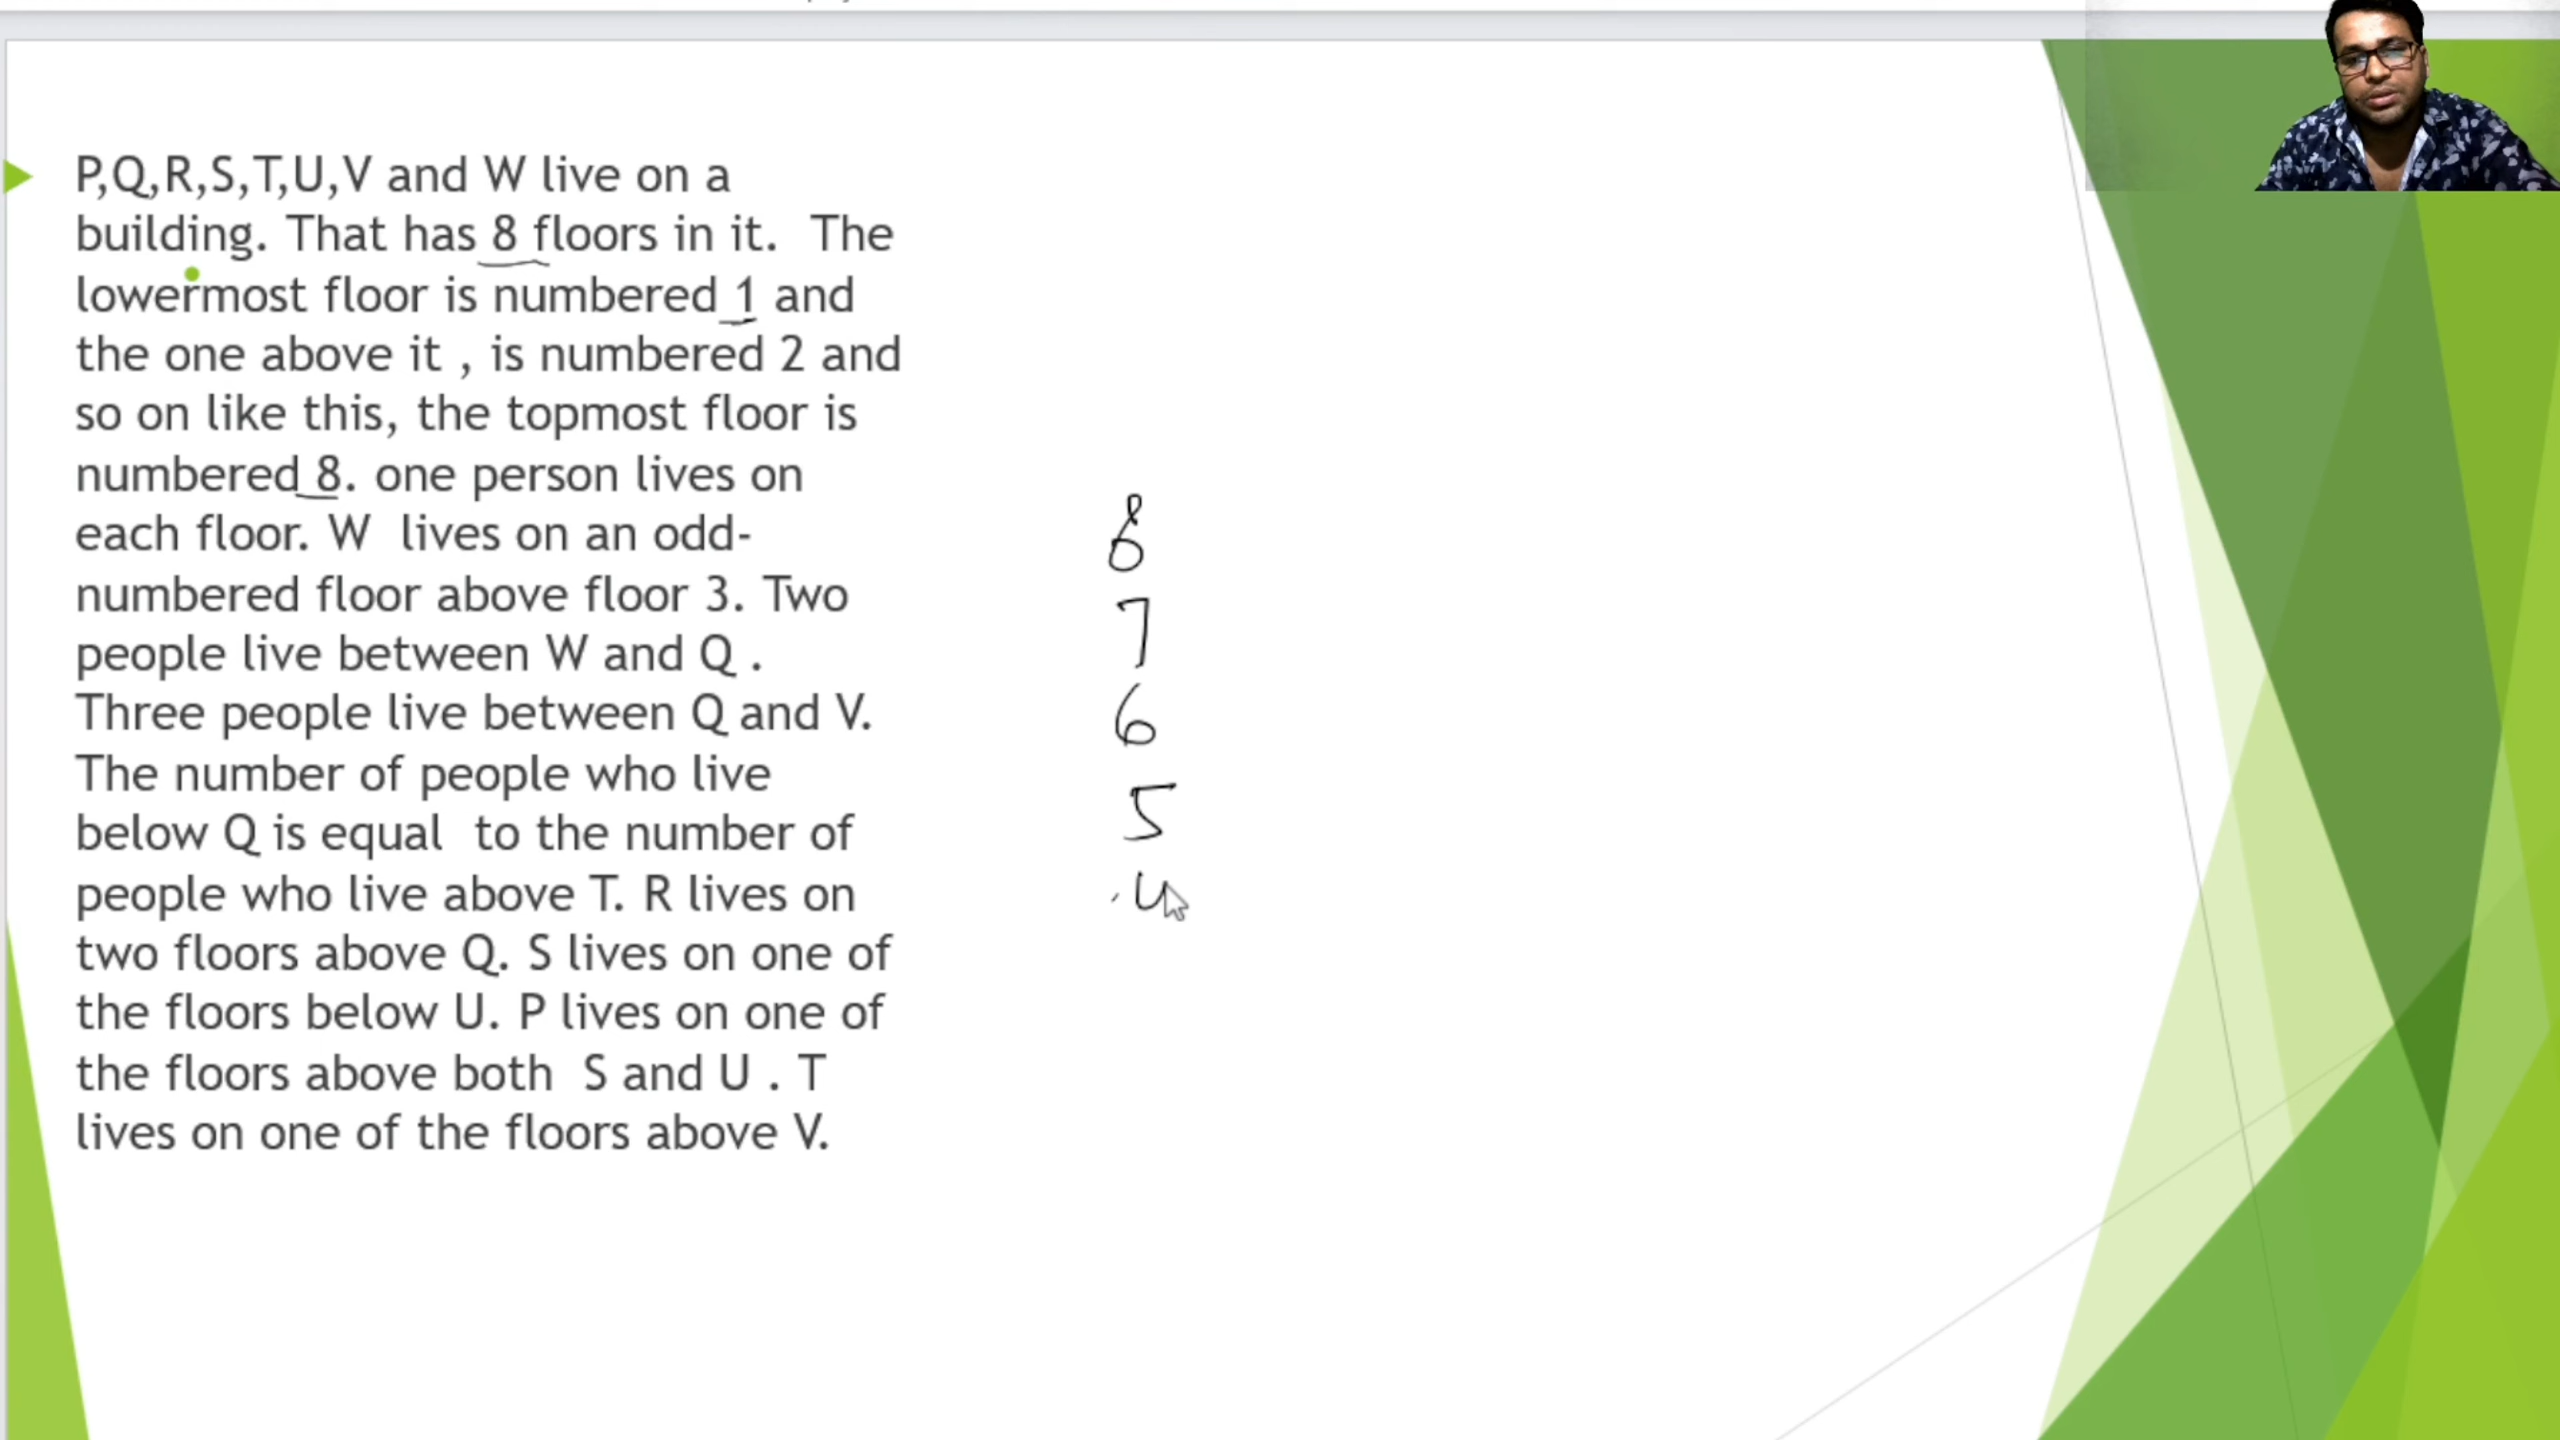 P,Q,R,S,T,U,V and W live on a
building. That has 8 floors in it.  The
lowermost floor is numbered 1 and
the one above it , is numbered 2 and
so on like this, the topmost floor is
numbered 8. one person lives on
each floor. W  lives on an odd-
numbered floor above floor 3. Two
people live between W and Q .
Three people live between Q and V.
The number of people who live
below Q is equal  to the number of
people who live above T. R lives on
two floors above Q. S lives on one of
the floors below U. P lives on one of
the floors above both  S and U . T
lives on one of the floors above V.
8
7
6
5